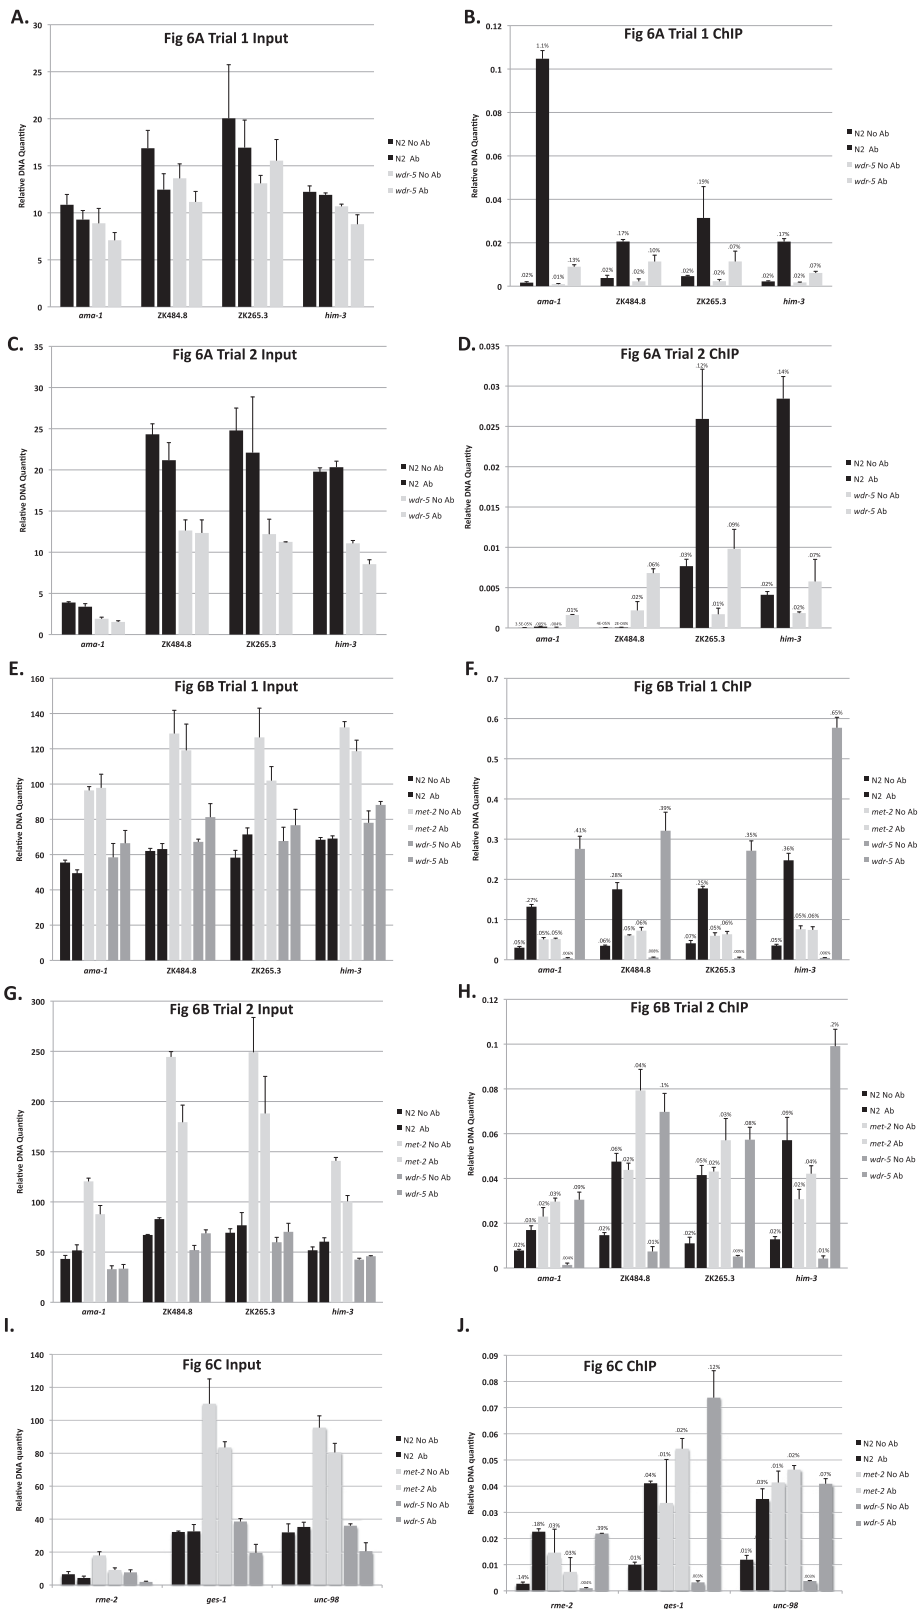 A.
Fig 6A Trial 1 Input
30
25
20
15
10
5
0
Relative DNA Quantity
ama-1
ZK484.8
ZK265.3
him-3
N2 No Ab
N2 Ab
wdr-5 No Ab
wdr-5 Ab
B.
Fig 6A Trial 1 ChIP
0.12
0.1
0.08
0.06
0.04
0.02
0
Relative DNA Quantity
.02%
1.1%
.01%
.13%
.02%
.17%
.02%
.10%
.02%
.19%
.02%
.07%
.02%
.17%
.02%
.07%
ama-1
ZK484.8
ZK265.3
him-3
N2 No Ab
N2 Ab
wdr-5 No Ab
wdr-5 Ab
C.
Fig 6A Trial 2 Input
35
30
25
20
15
10
5
0
Relative DNA Quantity
ama-1
ZK484.8
ZK265.3
him-3
N2 No Ab
N2 Ab
wdr-5 No Ab
wdr-5 Ab
D.
Fig 6A Trial 2 ChIP
0.035
0.03
0.025
0.02
0.015
0.01
0.005
0
Relative DNA Quantity
.005%
.004%
.01%
.02%
.06%
.03%
.12%
.01%
.09%
.02%
.14%
.02%
.07%
ama-1
ZK484.8
ZK265.3
him-3
N2 No Ab
N2 Ab
wdr-5 No Ab
wdr-5 Ab
E.
Fig 6B Trial 1 Input
160
140
120
100
80
60
40
20
0
Relative DNA Quantity
ama-1
ZK484.8
ZK265.3
him-3
N2 No Ab
N2 Ab
met-2 No Ab
met-2 Ab
wdr-5 No Ab
wdr-5 Ab
F.
Fig 6B Trial 1 ChIP
0.7
0.6
0.5
0.4
0.3
0.2
0.1
0
Relative DNA Quantity
.05%
.27%
.05%
.05%
.41%
.06%
.28%
.05%
.06%
.39%
.07%
.25%
.05%
.06%
.35%
.05%
.36%
.05%
.06%
.65%
ama-1
ZK484.8
ZK265.3
him-3
N2 No Ab
N2 Ab
met-2 No Ab
met-2 Ab
wdr-5 No Ab
wdr-5 Ab
G.
Fig 6B Trial 2 Input
300
250
200
150
100
50
0
Relative DNA Quantity
ama-1
ZK484.8
ZK265.3
him-3
N2 No Ab
N2 Ab
met-2 No Ab
met-2 Ab
wdr-5 No Ab
wdr-5 Ab
H.
Fig 6B Trial 2 ChIP
0.12
0.1
0.08
0.06
0.04
0.02
0
Relative DNA Quantity
.02%
.03%
.02%
.03%
.004%
.09%
.02%
.06%
.02%
.04%
.01%
.1%
.02%
.05%
.02%
.03%
.009%
.08%
.02%
.09%
.02%
.04%
.01%
.2%
ama-1
ZK484.8
ZK265.3
him-3
N2 No Ab
N2 Ab
met-2 No Ab
met-2 Ab
wdr-5 No Ab
wdr-5 Ab
I.
Fig 6C Input
140
120
100
80
60
40
20
0
Relative DNA quantity
rme-2
ges-1
unc-98
N2 No Ab
N2 Ab
met-2 No Ab
met-2 Ab
wdr-5 No Ab
wdr-5 Ab
J.
Fig 6C ChIP
0.09
0.08
0.07
0.06
0.05
0.04
0.03
0.02
0.01
0
Relative DNA quantity
.14%
.18%
.03%
.03%
.004%
.39%
.01%
.04%
.01%
.02%
.003%
.12%
.01%
.03%
.01%
.02%
.003%
.07%
rme-2
ges-1
unc-98
N2 No Ab
N2 Ab
met-2 No Ab
met-2 Ab
wdr-5 No Ab
wdr-5 Ab